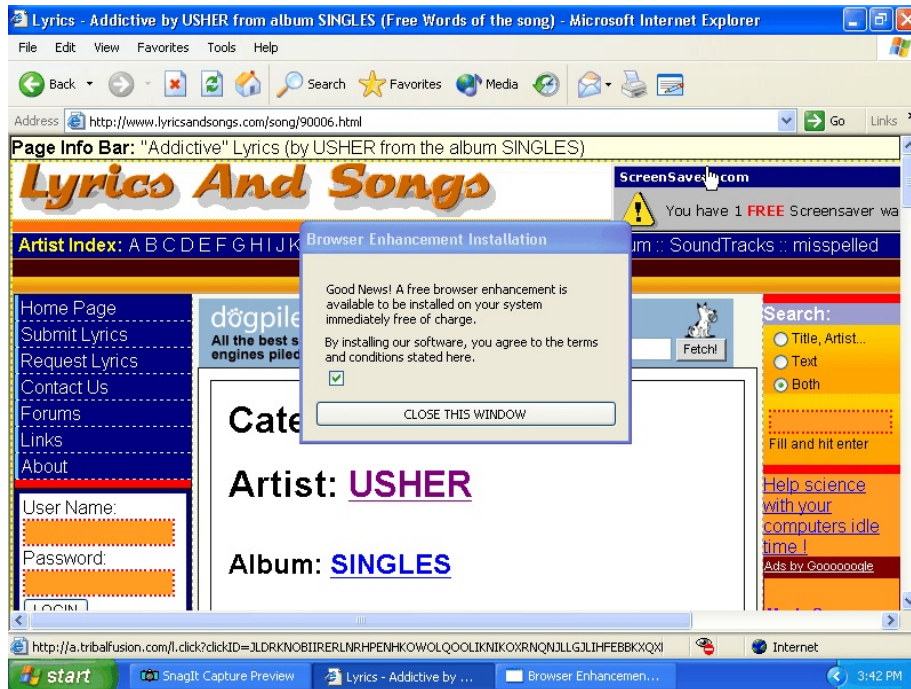 Lyrics - Addictive by USHER from album SINGLES (Free Words of the song) - Microsoft Internet Explorer
File Edit View Favorites Tools Help
Back Search Favorites Media
Address http://www.lyricsandsongs.com/song/90006.html Go Links
Page Info Bar: "Addictive" Lyrics (by USHER from the album SINGLES)
Lyrics And Songs
ScreenSaver.com
You have 1 FREE Screensaver wa
Artist Index: A B C D E F G H I J K
um :: SoundTracks :: misspelled
Browser Enhancement Installation
Good News! A free browser enhancement is
available to be installed on your system
immediately free of charge.
By installing our software, you agree to the terms
and conditions stated here.
CLOSE THIS WINDOW
Home Page
Submit Lyrics
Request Lyrics
Contact Us
Forums
Links
About
User Name:
Password:
LOGIN
dogpile
All the best s
engines piled
Fetch!
Cate
Artist: USHER
Album: SINGLES
Search:
Title, Artist...
Text
Both
Fill and hit enter
Help science
with your
computers idle
time !
Ads by Goooooogle
Internet
start
SnagIt Capture Preview
Lyrics - Addictive by ...
Browser Enhancemen...
3:42 PM